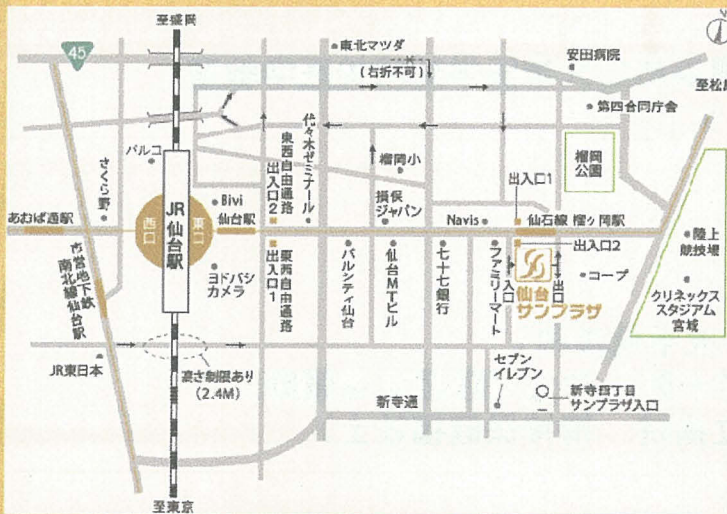 至盛岡
45
東北マツダ
(右折不可)
安田病院
至松島
第四合同庁舎
パルコ
さくら野
代々木ゼミナール
東西自由通路
出入口2
榴岡小
榴岡
公園
Bivi
損保
ジャパン
出入口1
あおば通駅
西口
JR仙台駅
東口
仙台駅
Navis
仙石線 榴ヶ岡駅
陸上
競技場
市営地下鉄
南北線仙台駅
ヨドバシ
カメラ
東西自由通路
出入口1
パルシティ仙台
仙台MTビル
七十七銀行
ファミリーマート
入口
出口
出入口2
コープ
仙台
サンプラザ
クリネックス
スタジアム
宮城
JR東日本
高さ制限あり
(2.4M)
セブン
イレブン
新寺通
新寺四丁目
サンプラザ入口
至東京